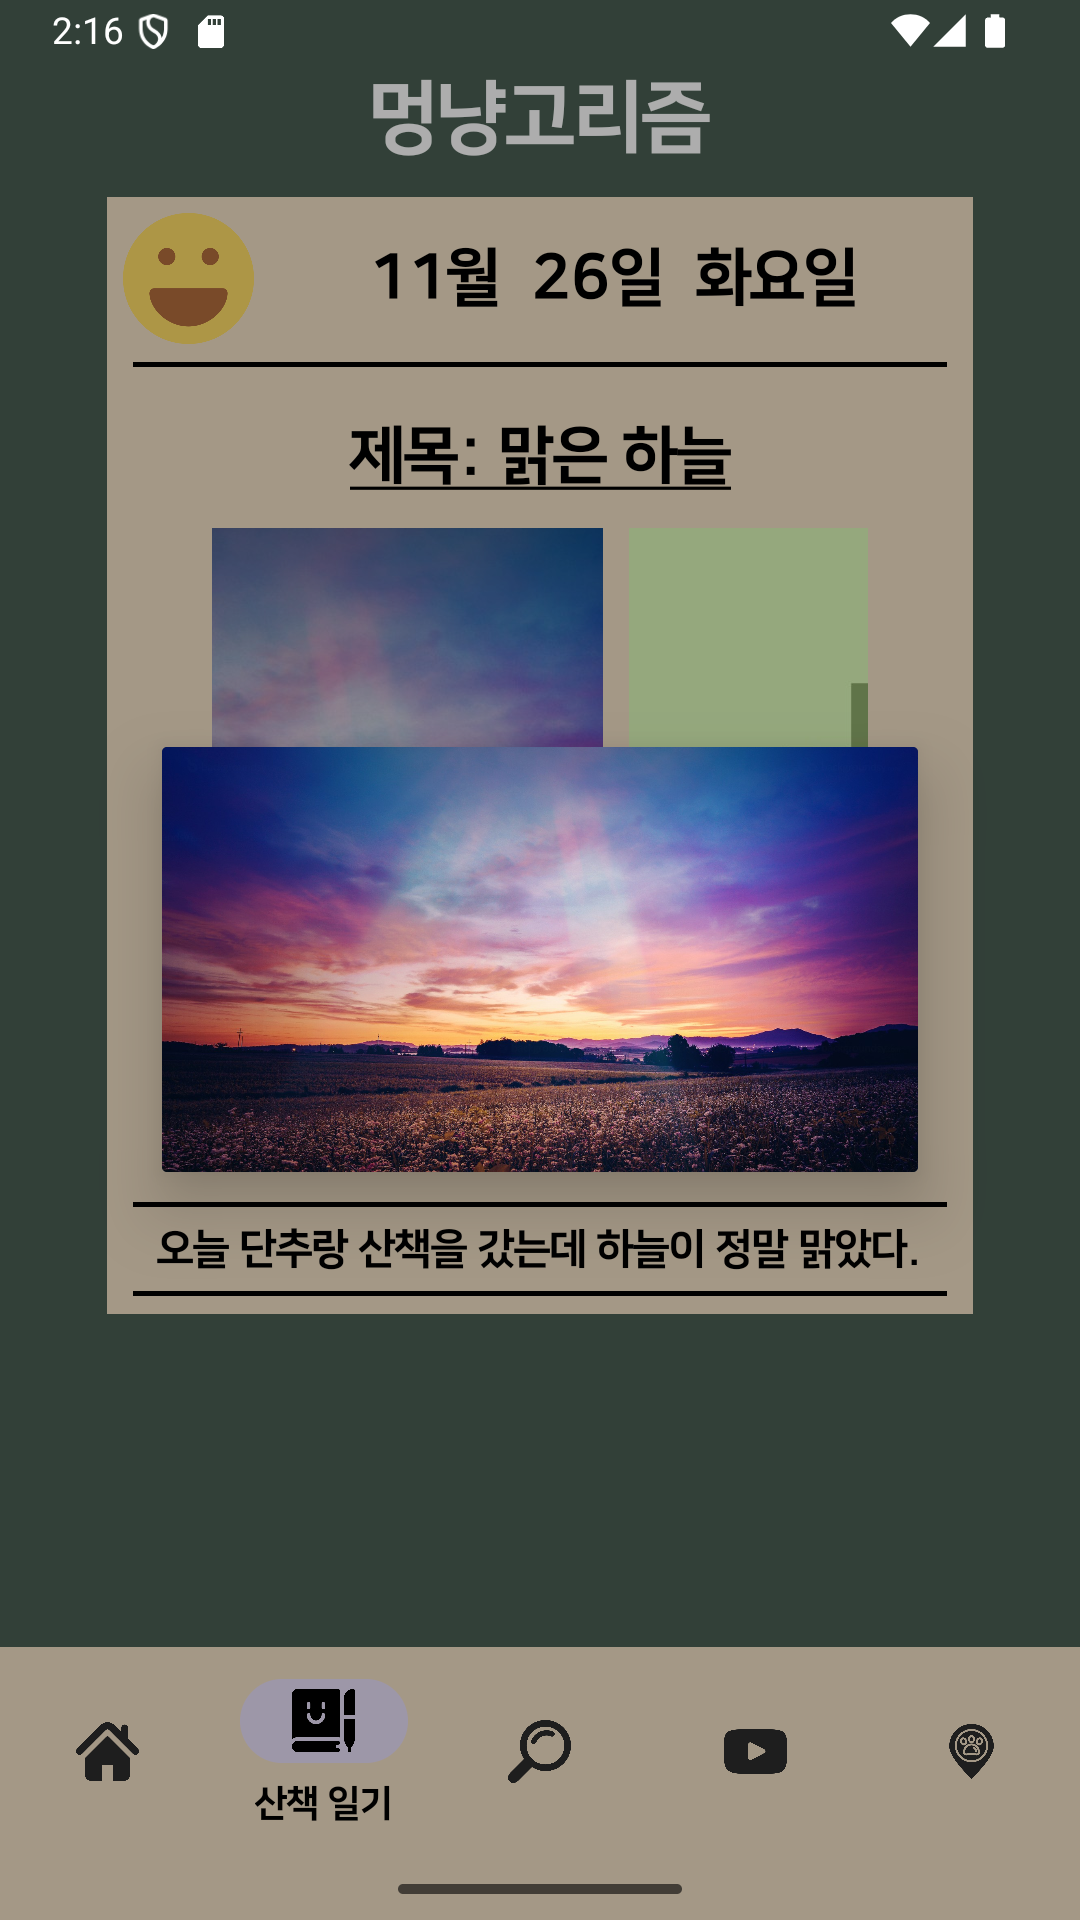 2:16
멍냥고리즘
11월 26일 화요일
제목: 맑은 하늘
오늘 단추랑 산책을 갔는데 하늘이 정말 맑았다.
산책 일기